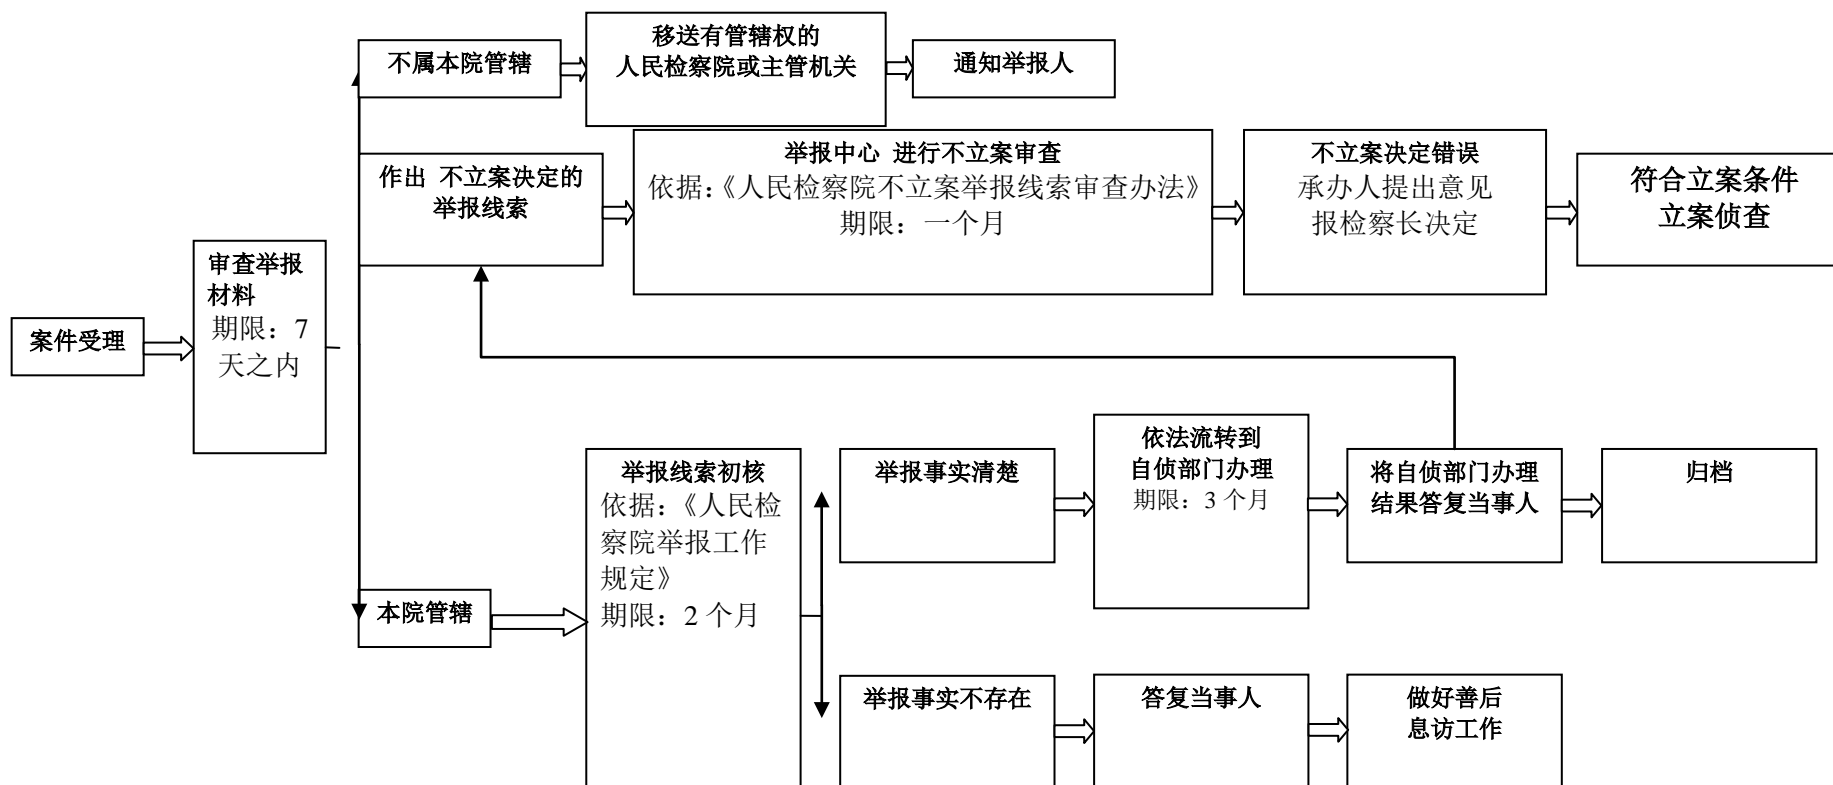 不属本院管辖
移送有管辖权的
人民检察院或主管机关
通知举报人
作出 不立案决定的
举报线索
举报中心 进行不立案审查
依据：《人民检察院不立案举报线索审查办法》
期限：一个月
不立案决定错误
承办人提出意见
报检察长决定
符合立案条件
立案侦查
案件受理
审查举报
材料
期限：7
天之内
本院管辖
举报线索初核
依据：《人民检
察院举报工作
规定》
期限：2 个月
举报事实清楚
依法流转到
自侦部门办理
期限：3 个月
将自侦部门办理
结果答复当事人
归档
举报事实不存在
答复当事人
做好善后
息访工作